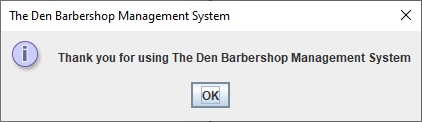 The Den Barbershop Management System
Thank you for using The Den Barbershop Management System
OK